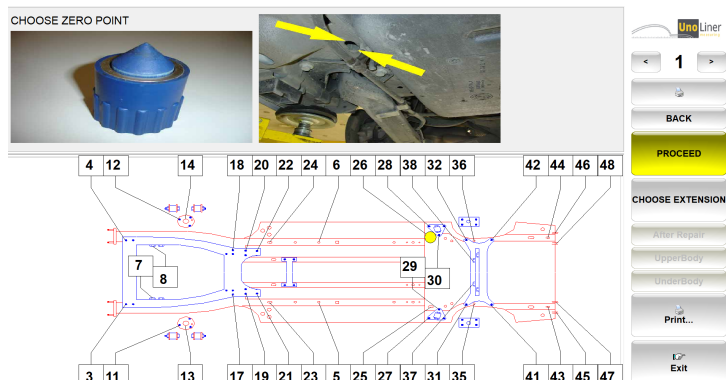 CHOOSE ZERO POINT
UnoLiner
< 1 >
BACK
PROCEED
CHOOSE EXTENSION
After Repair
UpperBody
UnderBody
Print...
Exit
4 12 14 18 20 22 24 6 26 28 38 32 36 42 44 46 48
7 8 29 30
3 11 13 17 19 21 23 5 25 27 37 31 35 41 43 45 47